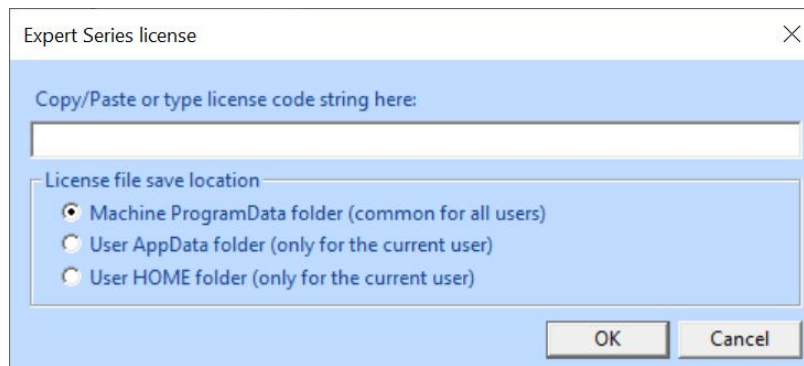 Expert Series license
Copy/Paste or type license code string here:
License file save location
Machine ProgramData folder (common for all users)
User AppData folder (only for the current user)
User HOME folder (only for the current user)
OK Cancel